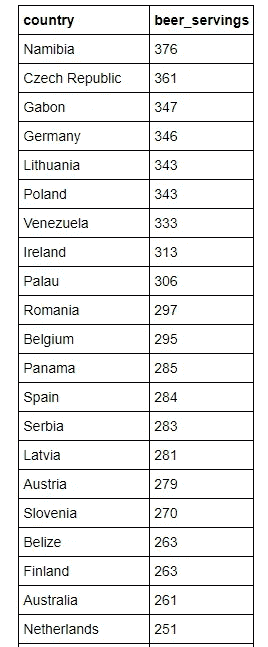 country beer_servings
Namibia 376
Czech Republic 361
Gabon 347
Germany 346
Lithuania 343
Poland 343
Venezuela 333
Ireland 313
Palau 306
Romania 297
Belgium 295
Panama 285
Spain 284
Serbia 283
Latvia 281
Austria 279
Slovenia 270
Belize 263
Finland 263
Australia 261
Netherlands 251